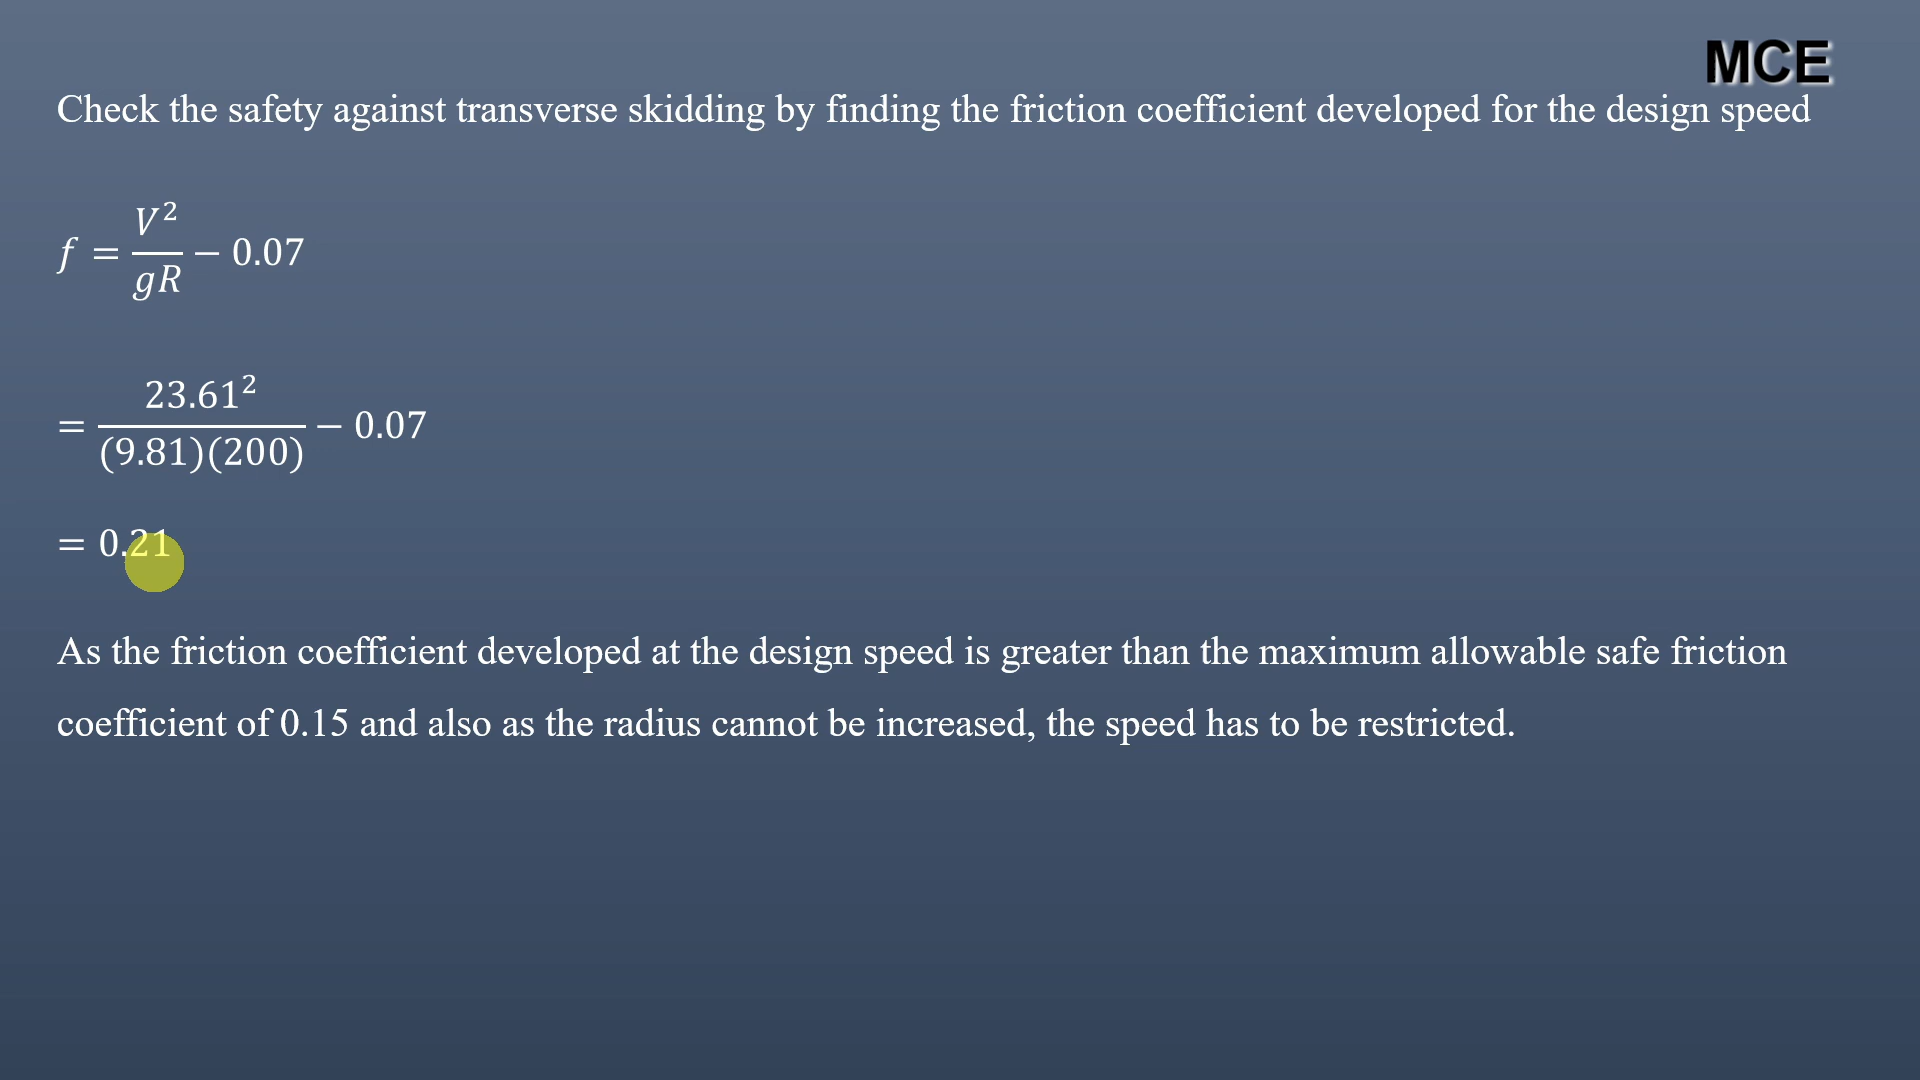 MCE
Check the safety against transverse skidding by finding the friction coefficient developed for the design speed
f = V²/gR − 0.07
= 23.61²/(9.81)(200) − 0.07
= 0.21
As the friction coefficient developed at the design speed is greater than the maximum allowable safe friction
coefficient of 0.15 and also as the radius cannot be increased, the speed has to be restricted.